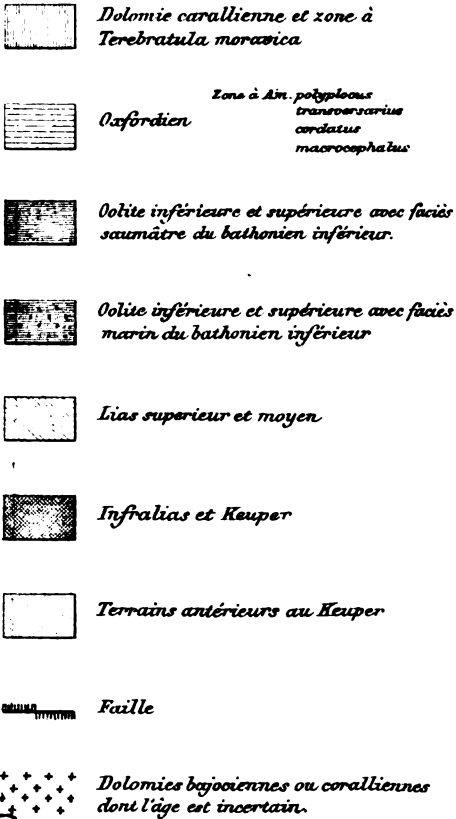 Dolomie carallienne et zone à
Terebratula moravica
Oxfordien
Zone à Am. polyplocus
transversarius
cordatus
macrocephalus
Oolite inférieure et supérieure avec faciès
saumâtre du bathonien inférieur.
Oolite inférieure et supérieure avec faciès
marin du bathonien inférieur
Lias superieur et moyen
Infralias et Keuper
Terrains antérieurs au Keuper
Faille
Dolomies bajociennes ou coralliennes
dont l'âge est incertain.